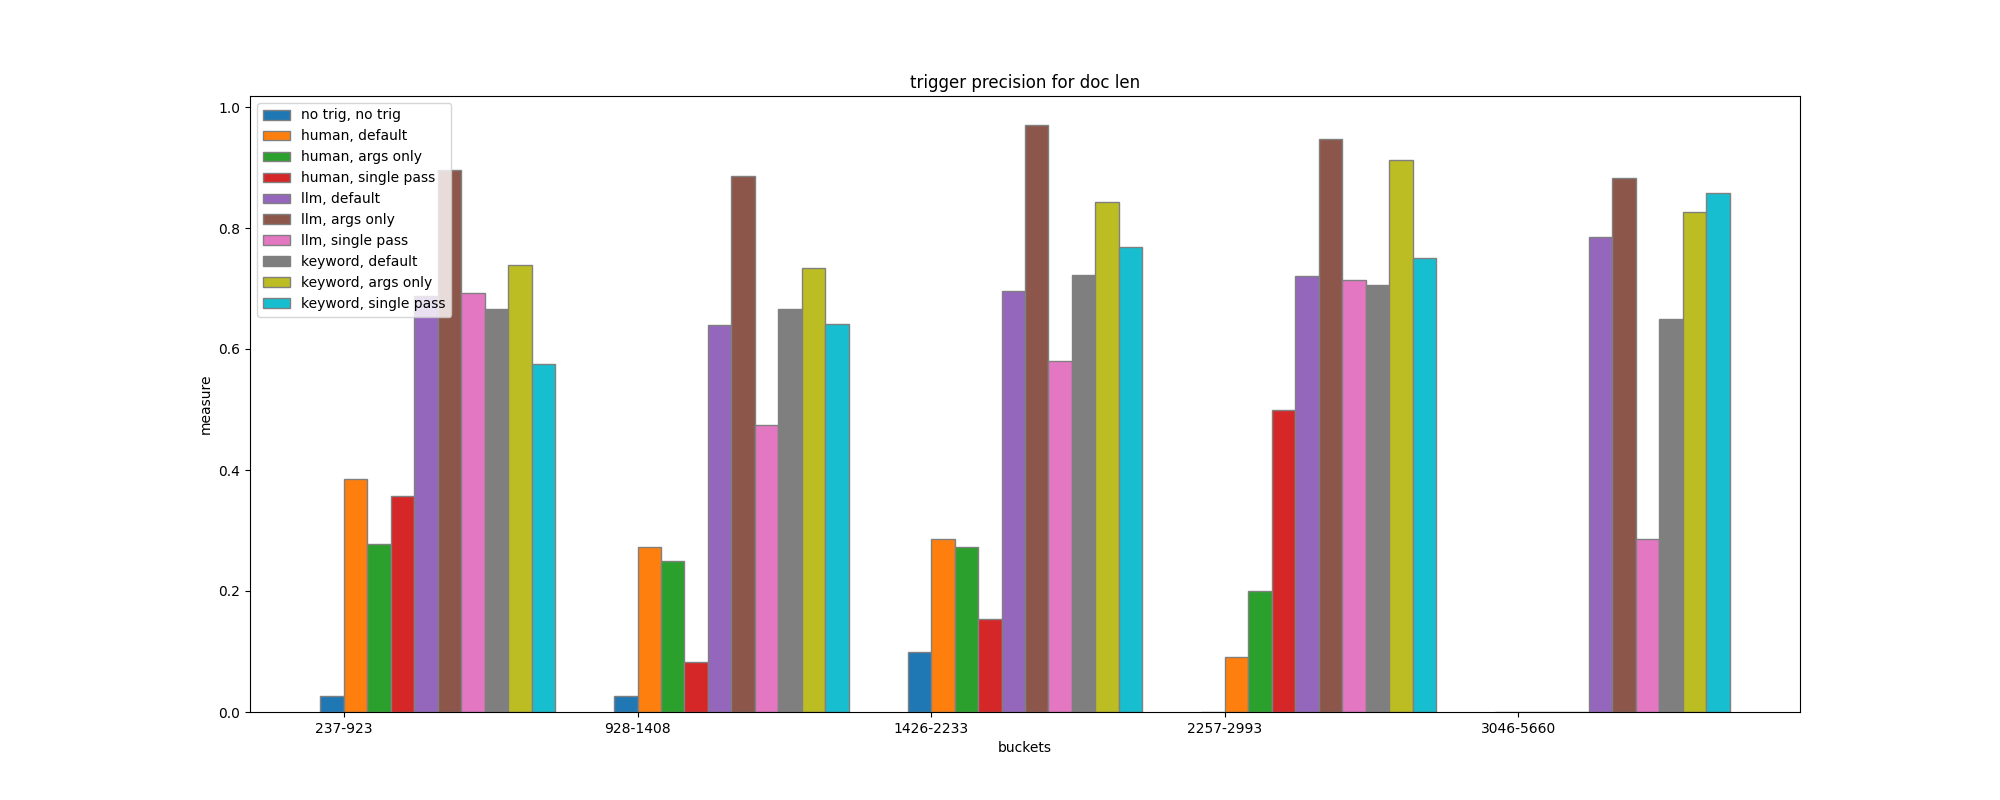 trigger precision for doc len
1.0
0.8
0.6
0.4
0.2
0.0
measure
no trig, no trig
human, default
human, args only
human, single pass
llm, default
llm, args only
llm, single pass
keyword, default
keyword, args only
keyword, single pass
237-923
928-1408
1426-2233
2257-2993
3046-5660
buckets